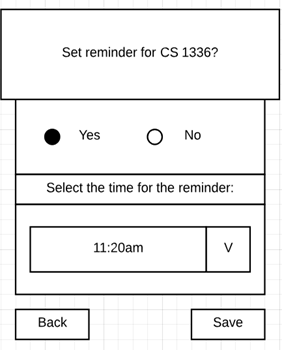 Set reminder for CS 1336?
Yes No
Select the time for the reminder:
11:20am V
Back Save